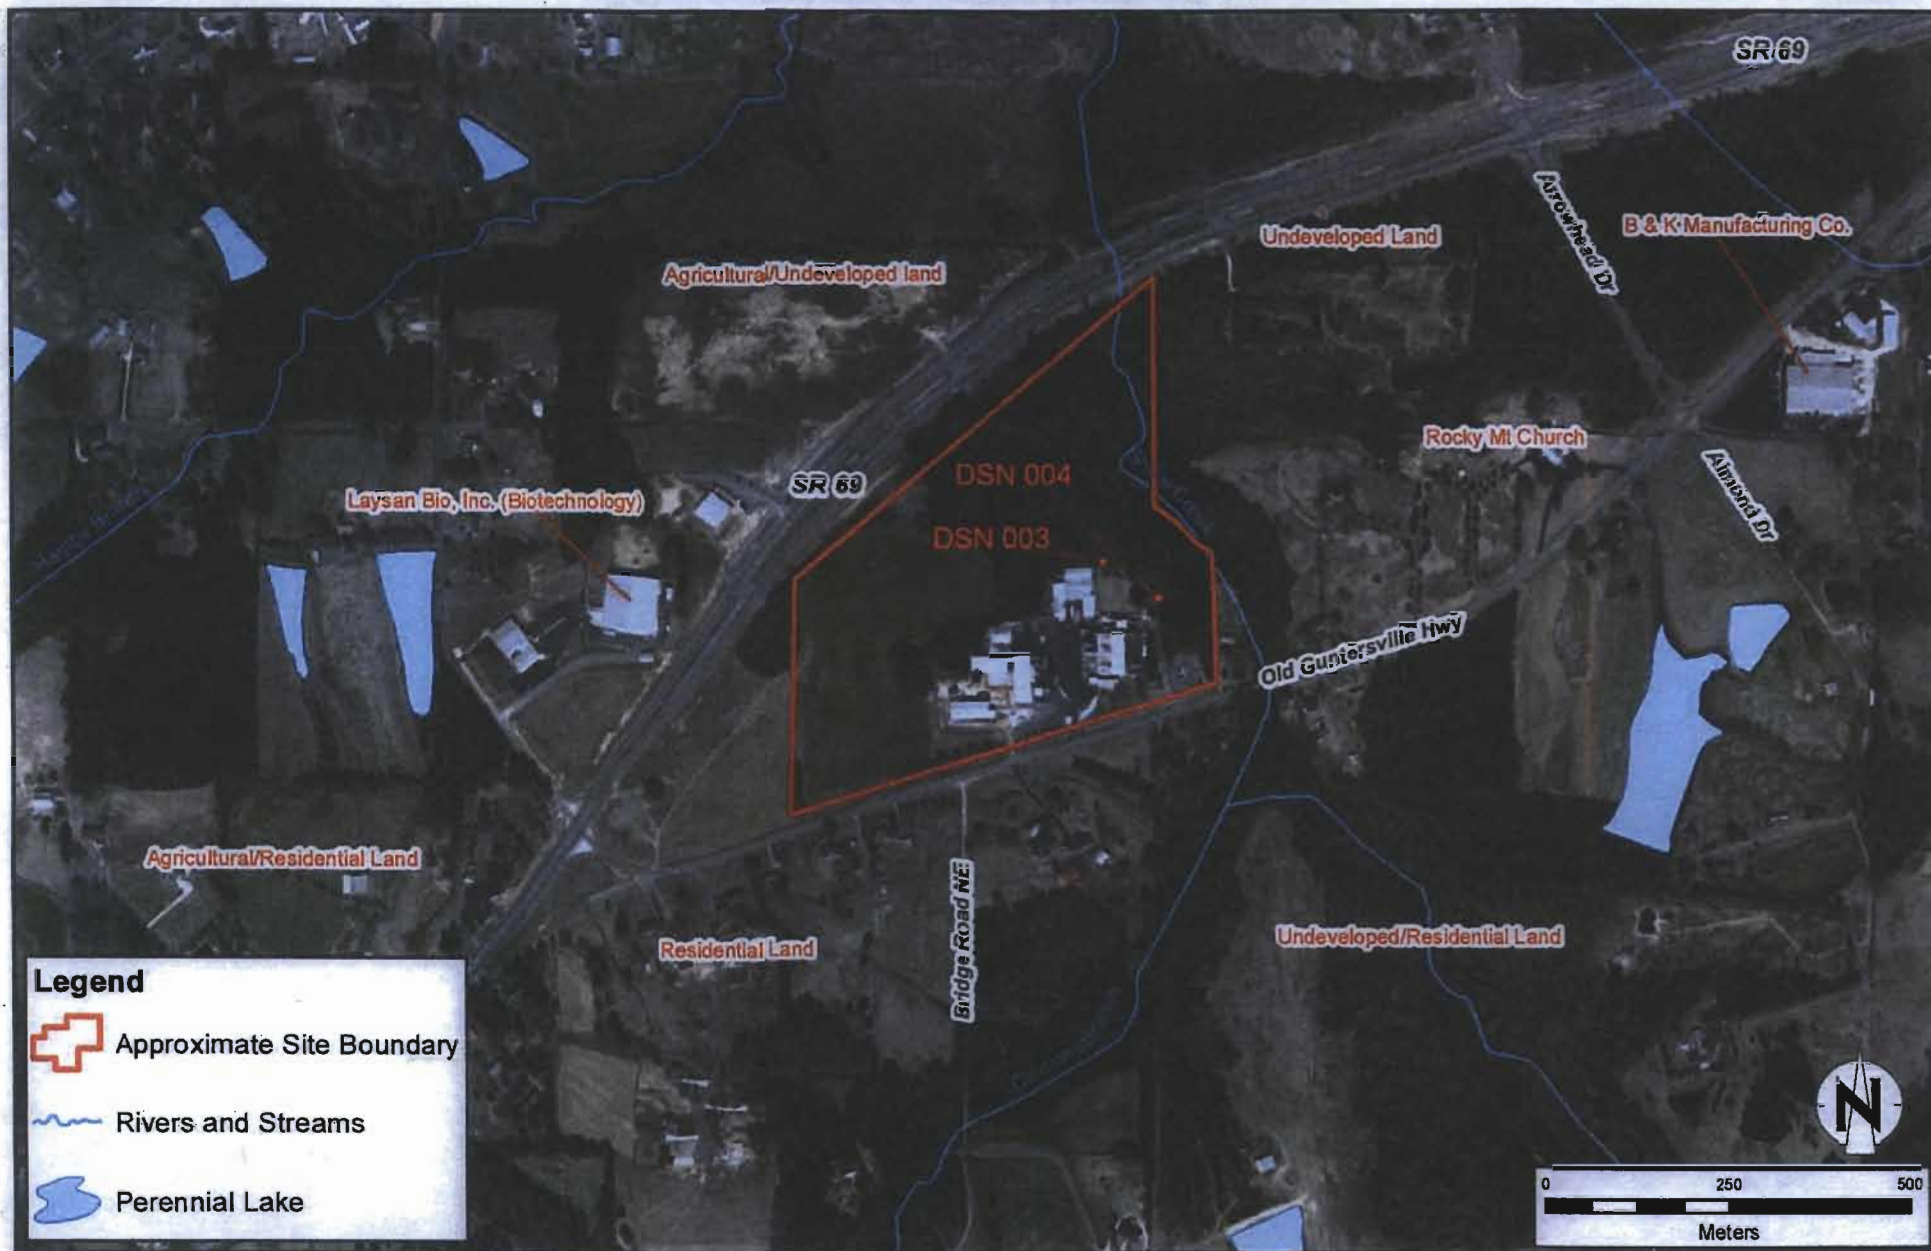 SR 69
Arrowhead Dr
B & K Manufacturing Co.
Undeveloped Land
Agricultural/Undeveloped land
Rocky Mt Church
Almond Dr
DSN 004
SR 69
Laysan Bio, Inc. (Biotechnology)
DSN 003
Old Guntersville Hwy
Agricultural/Residential Land
Bridge Road NE
Residential Land
Undeveloped/Residential Land
Legend
Approximate Site Boundary
Rivers and Streams
Perennial Lake
N
0 250 500
Meters